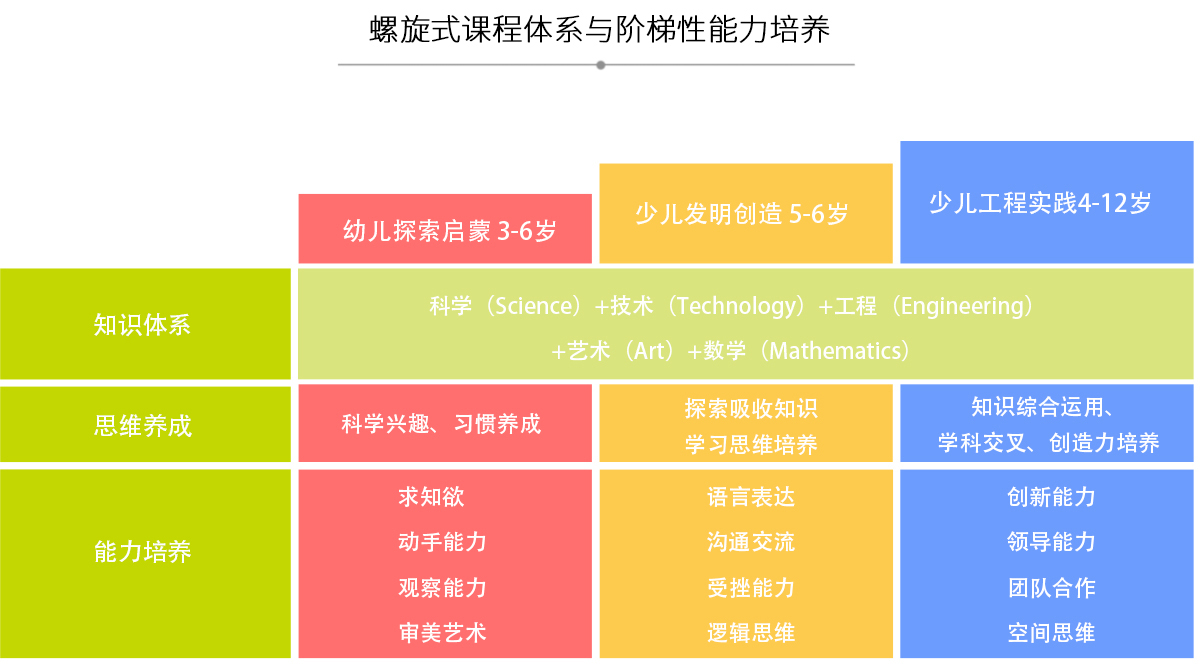 螺旋式课程体系与阶梯性能力培养
幼儿探索启蒙 3-6岁
少儿发明创造 5-6岁
少儿工程实践4-12岁
知识体系
科学（Science）+技术（Technology）+工程（Engineering）
+艺术（Art）+数学（Mathematics）
思维养成
科学兴趣、习惯养成
探索吸收知识
学习思维培养
知识综合运用、
学科交叉、创造力培养
能力培养
求知欲
动手能力
观察能力
审美艺术
语言表达
沟通交流
受挫能力
逻辑思维
创新能力
领导能力
团队合作
空间思维